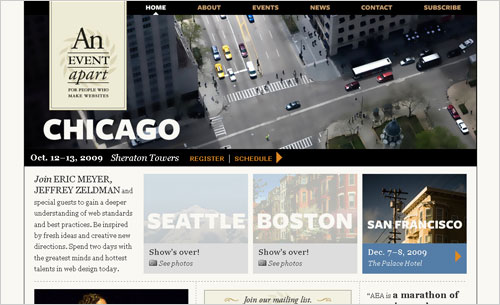 HOME ABOUT EVENTS NEWS CONTACT SUBSCRIBE
An
EVENT
apart
FOR PEOPLE WHO
MAKE WEBSITES
CHICAGO
Oct. 12–13, 2009 Sheraton Towers REGISTER | SCHEDULE
Join ERIC MEYER,
JEFFREY ZELDMAN and
special guests to gain a deeper
understanding of web standards
and best practices. Be inspired
by fresh ideas and creative new
directions. Spend two days with
the greatest minds and hottest
talents in web design today.
SEATTLE
Show's over!
See photos
BOSTON
Show's over!
See photos
SAN FRANCISCO
Dec. 7–8, 2009
The Palace Hotel
Join our mailing list.
"AEA is a marathon of